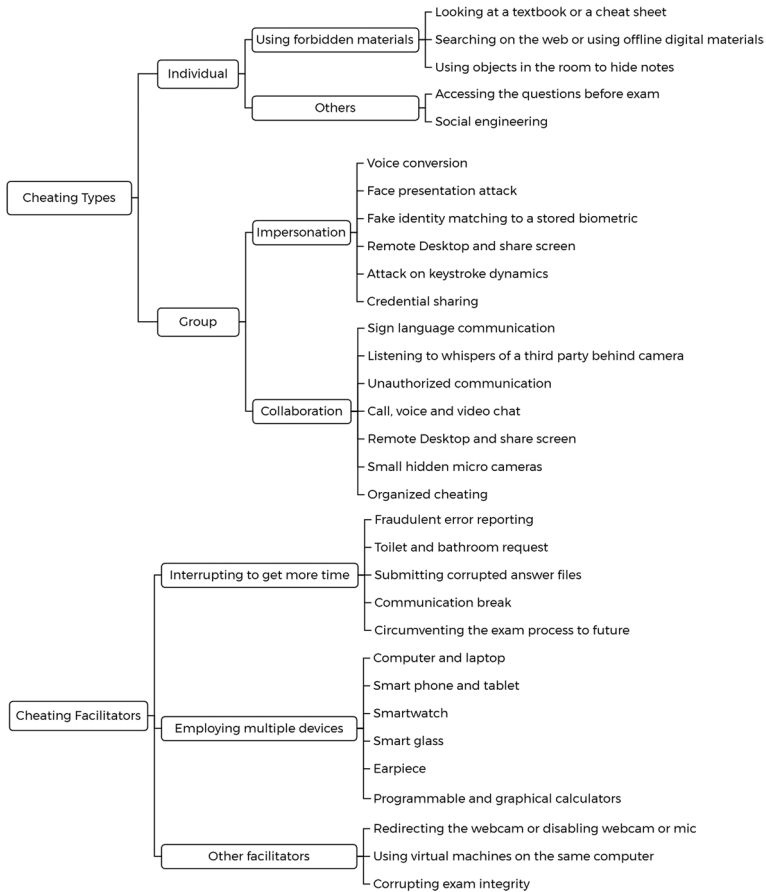 Cheating Types
Individual
Using forbidden materials
Looking at a textbook or a cheat sheet
Searching on the web or using offline digital materials
Using objects in the room to hide notes
Others
Accessing the questions before exam
Social engineering
Group
Impersonation
Voice conversion
Face presentation attack
Fake identity matching to a stored biometric
Remote Desktop and share screen
Attack on keystroke dynamics
Credential sharing
Collaboration
Sign language communication
Listening to whispers of a third party behind camera
Unauthorized communication
Call, voice and video chat
Remote Desktop and share screen
Small hidden micro cameras
Organized cheating
Cheating Facilitators
Interrupting to get more time
Fraudulent error reporting
Toilet and bathroom request
Submitting corrupted answer files
Communication break
Circumventing the exam process to future
Employing multiple devices
Computer and laptop
Smart phone and tablet
Smartwatch
Smart glass
Earpiece
Programmable and graphical calculators
Other facilitators
Redirecting the webcam or disabling webcam or mic
Using virtual machines on the same computer
Corrupting exam integrity